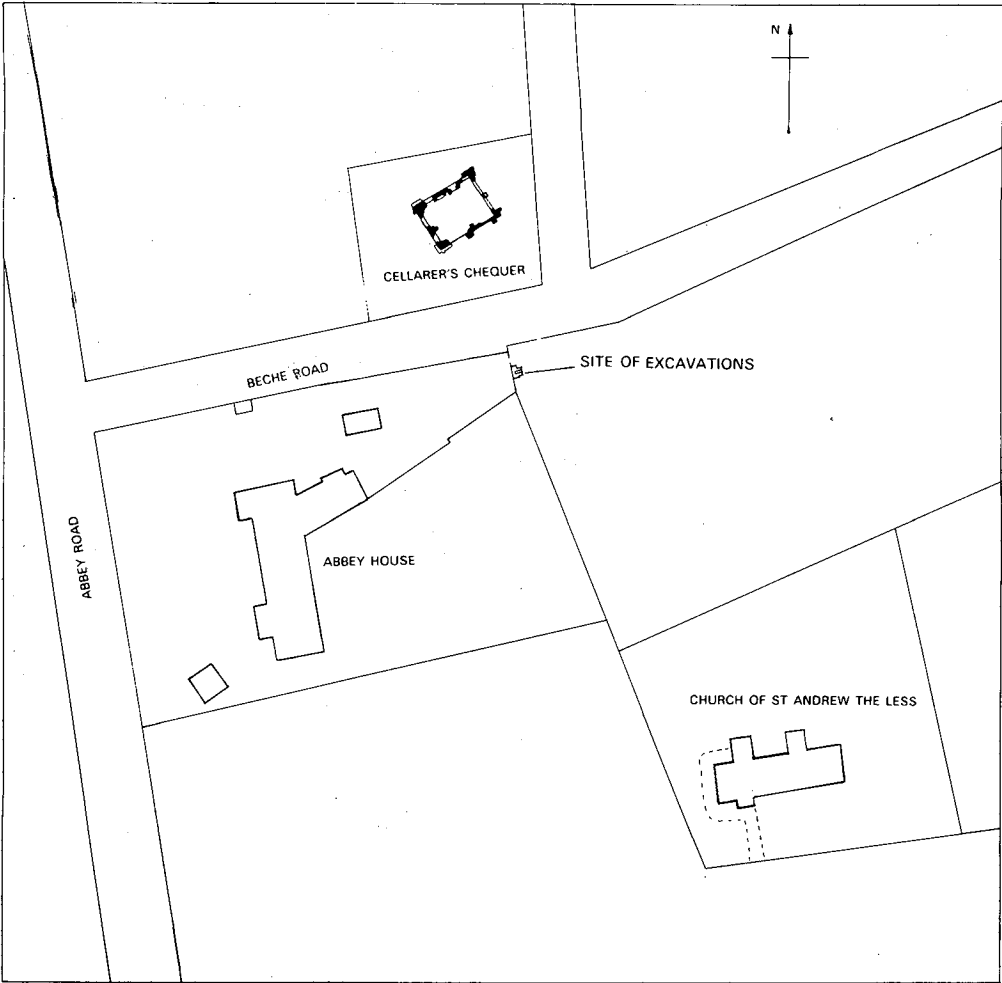 N
CELLARER'S CHEQUER
BECHE ROAD
SITE OF EXCAVATIONS
ABBEY ROAD
ABBEY HOUSE
CHURCH OF ST ANDREW THE LESS